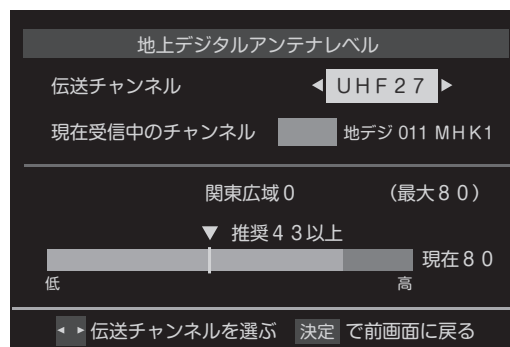 地上デジタルアンテナレベル
伝送チャンネル ◀ UHF27 ▶
現在受信中のチャンネル 地デジ 011 MHK1
関東広域0 (最大80)
▼ 推奨43以上
現在80
低 高
◂ ▸ 伝送チャンネルを選ぶ 決定 で前画面に戻る